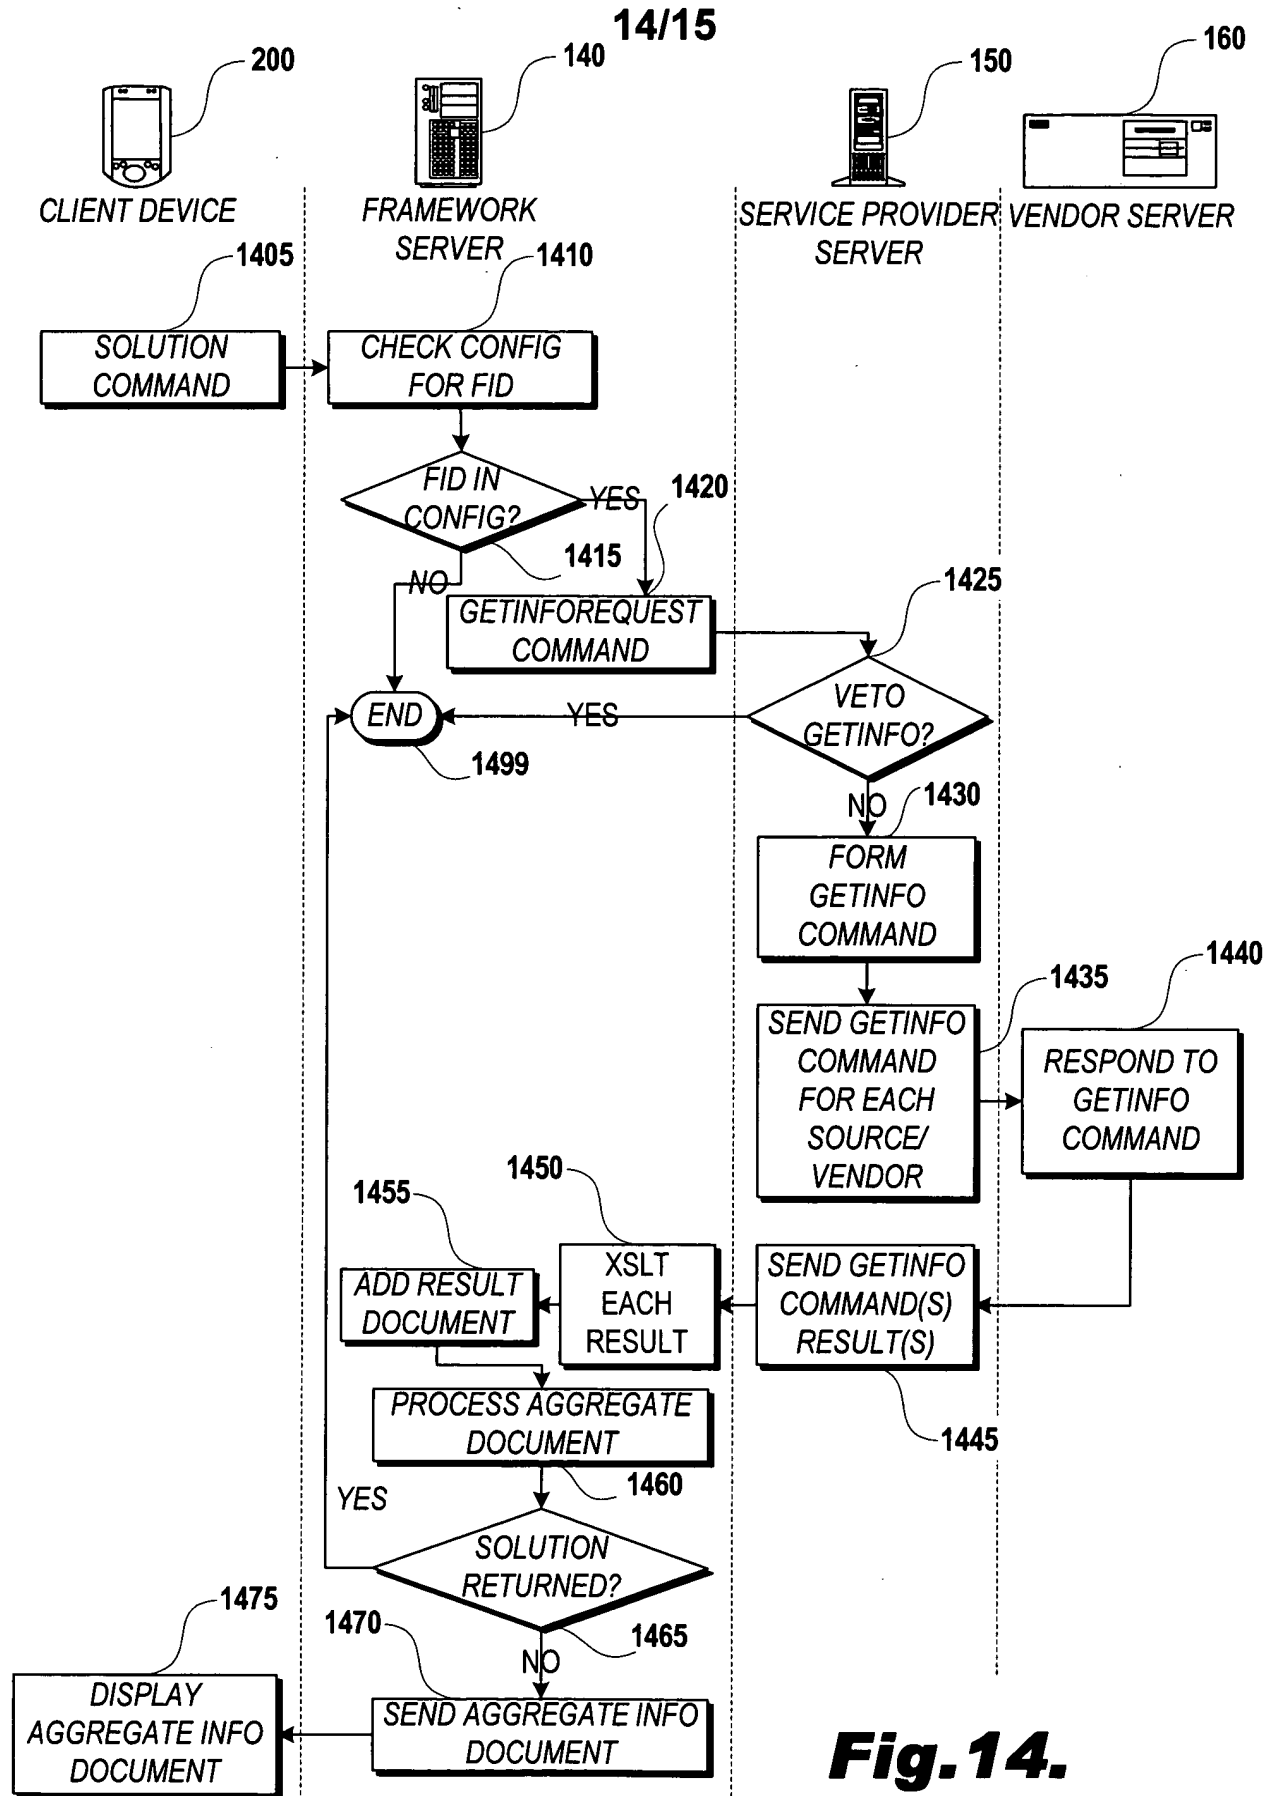 14/15
200
140
150
160
CLIENT DEVICE
FRAMEWORK
SERVER
SERVICE PROVIDER
SERVER
VENDOR SERVER
1405
1410
SOLUTION
COMMAND
CHECK CONFIG
FOR FID
FID IN
CONFIG?
YES
1420
1415
NO
GETINFOREQUEST
COMMAND
1425
VETO
GETINFO?
YES
END
1499
NO
1430
FORM
GETINFO
COMMAND
1435
1440
SEND GETINFO
COMMAND
FOR EACH
SOURCE/
VENDOR
RESPOND TO
GETINFO
COMMAND
1450
1455
SEND GETINFO
COMMAND(S)
RESULT(S)
1445
XSLT
EACH
RESULT
ADD RESULT
DOCUMENT
PROCESS AGGREGATE
DOCUMENT
1460
YES
SOLUTION
RETURNED?
1465
NO
1470
1475
SEND AGGREGATE INFO
DOCUMENT
DISPLAY
AGGREGATE INFO
DOCUMENT
Fig.14.